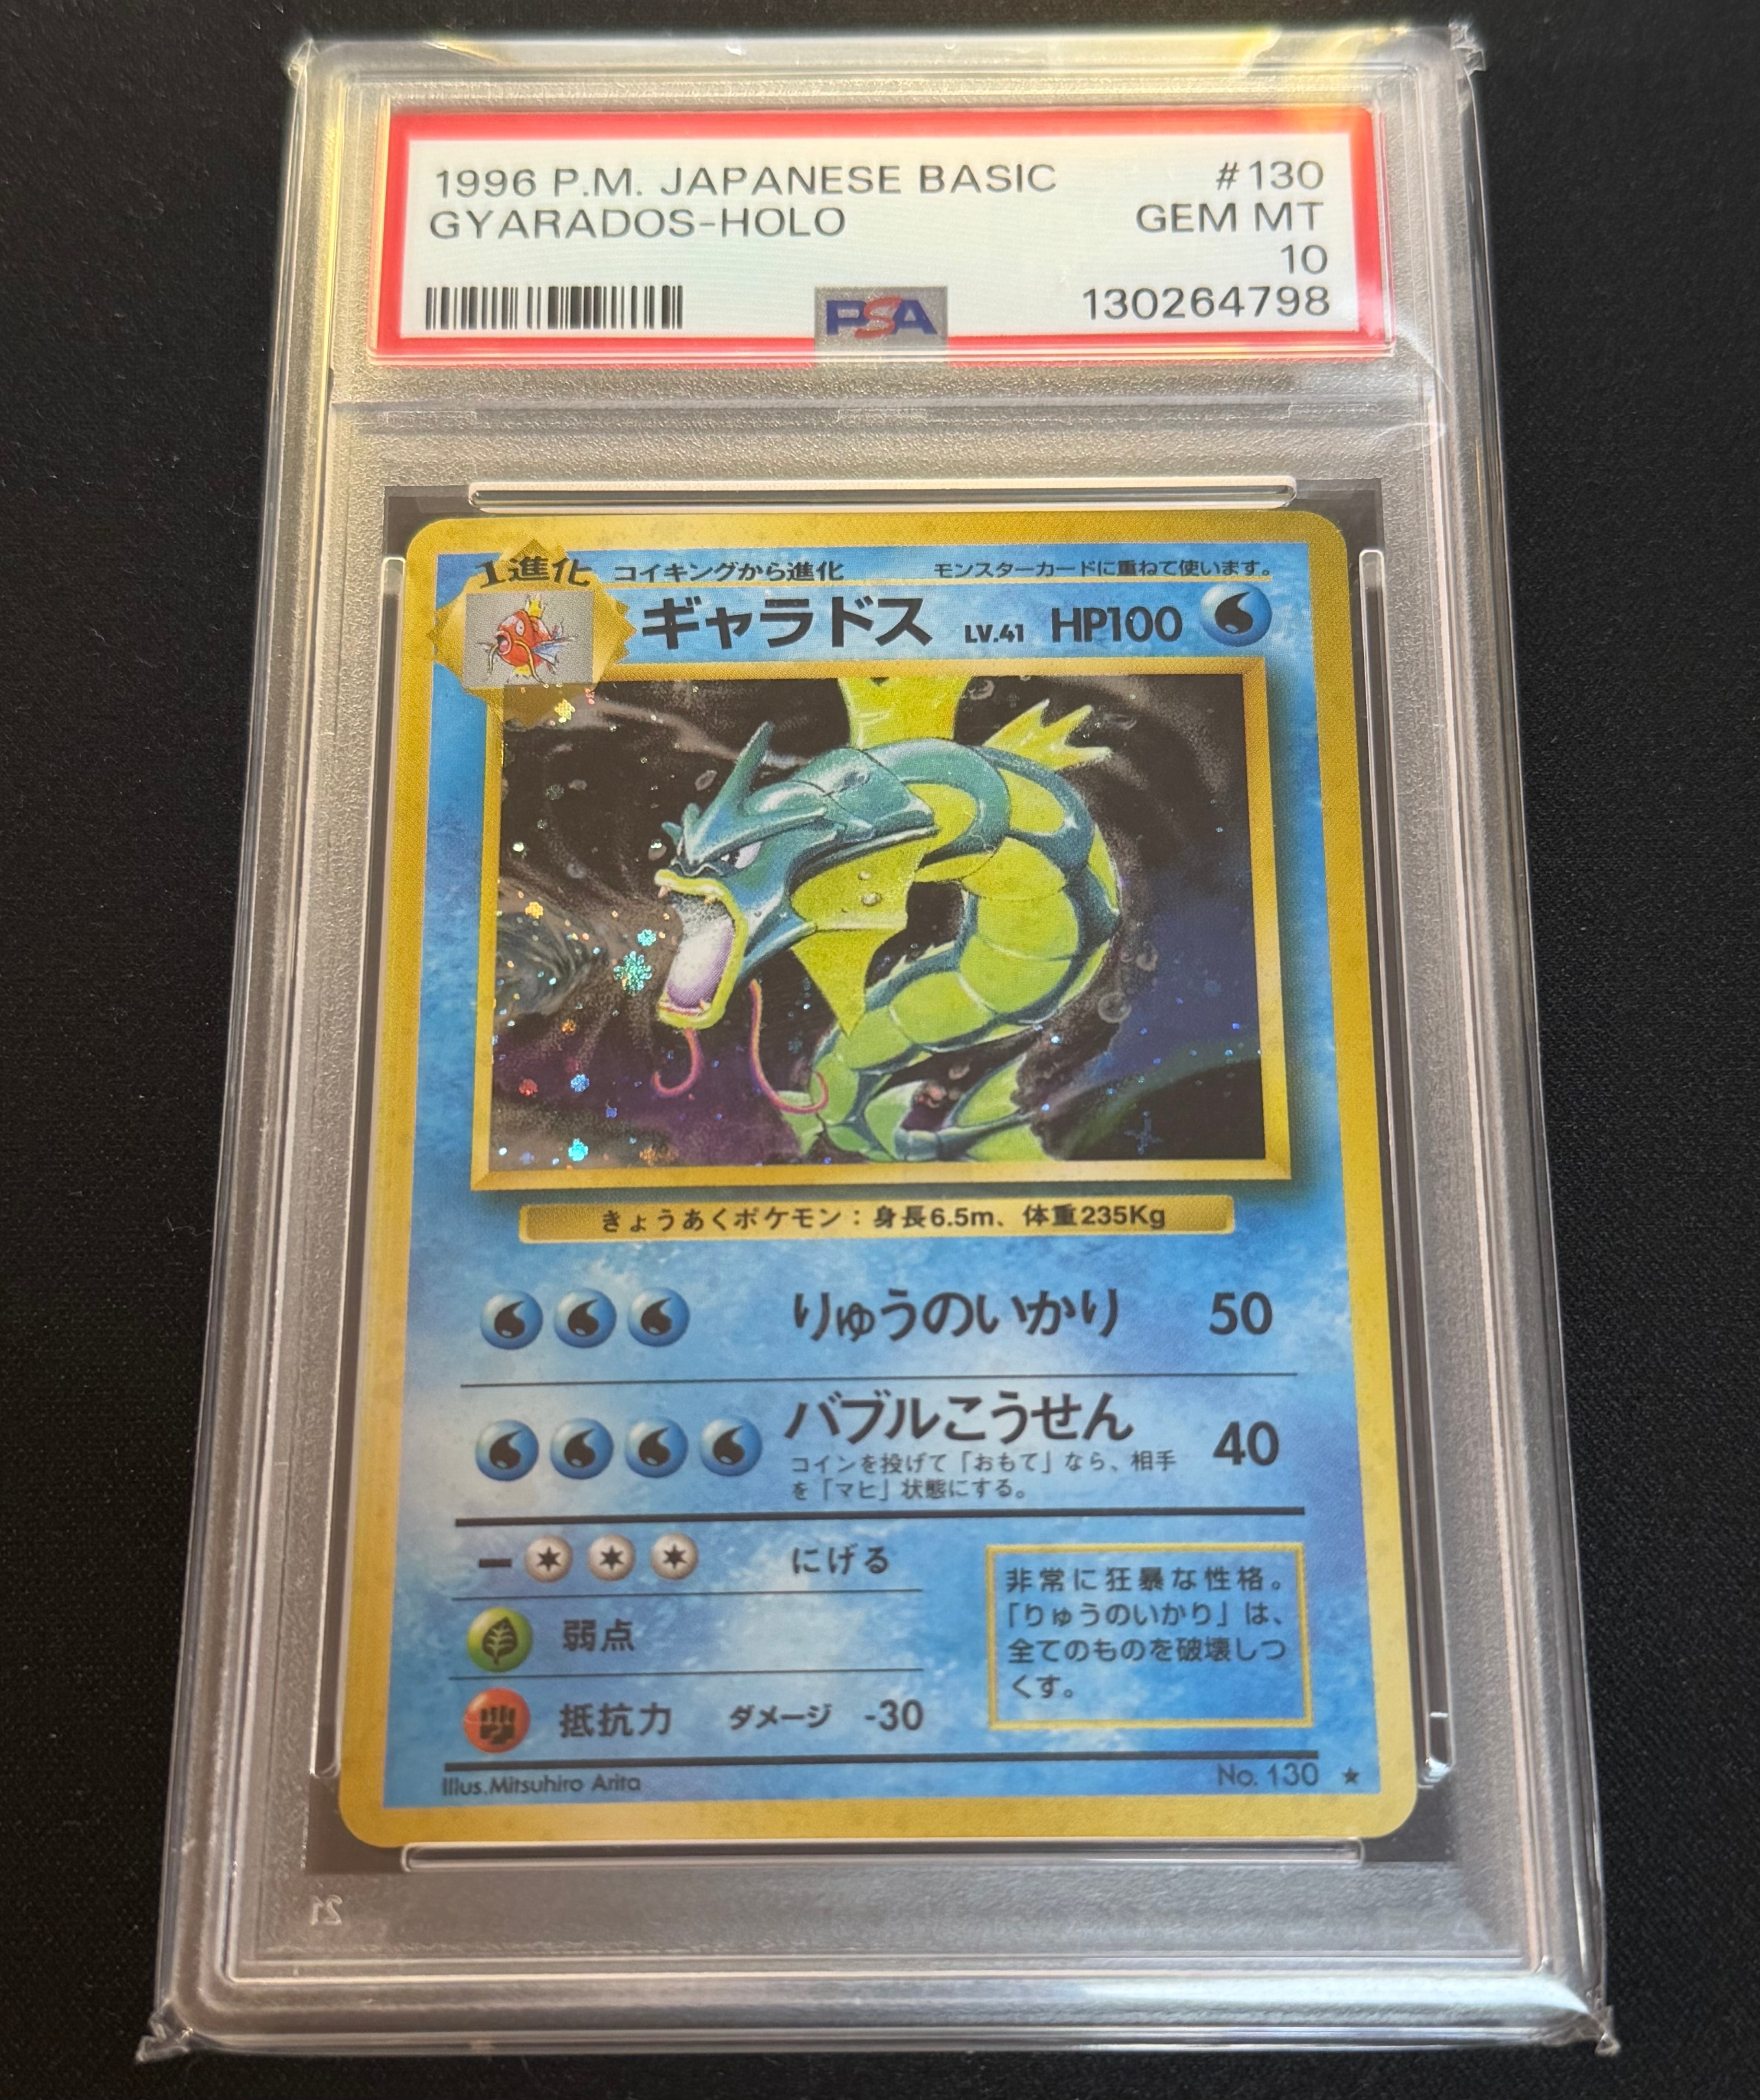 1996 P.M. JAPANESE BASIC #130
GYARADOS-HOLO GEM MT
10
PSA 130264798
1進化 コイキングから進化 モンスターカードに重ねて使います。
ギャラドス LV.41 HP100
きょうあくポケモン：身長6.5m、体重235Kg
りゅうのいかり 50
バブルこうせん 40
コインを投げて「おもて」なら、相手
を「マヒ」状態にする。
ー にげる
弱点
抵抗力 ダメージ -30
非常に狂暴な性格。
「りゅうのいかり」は、
全てのものを破壊しつ
くす。
Illus.Mitsuhiro Arita No. 130 ★
21